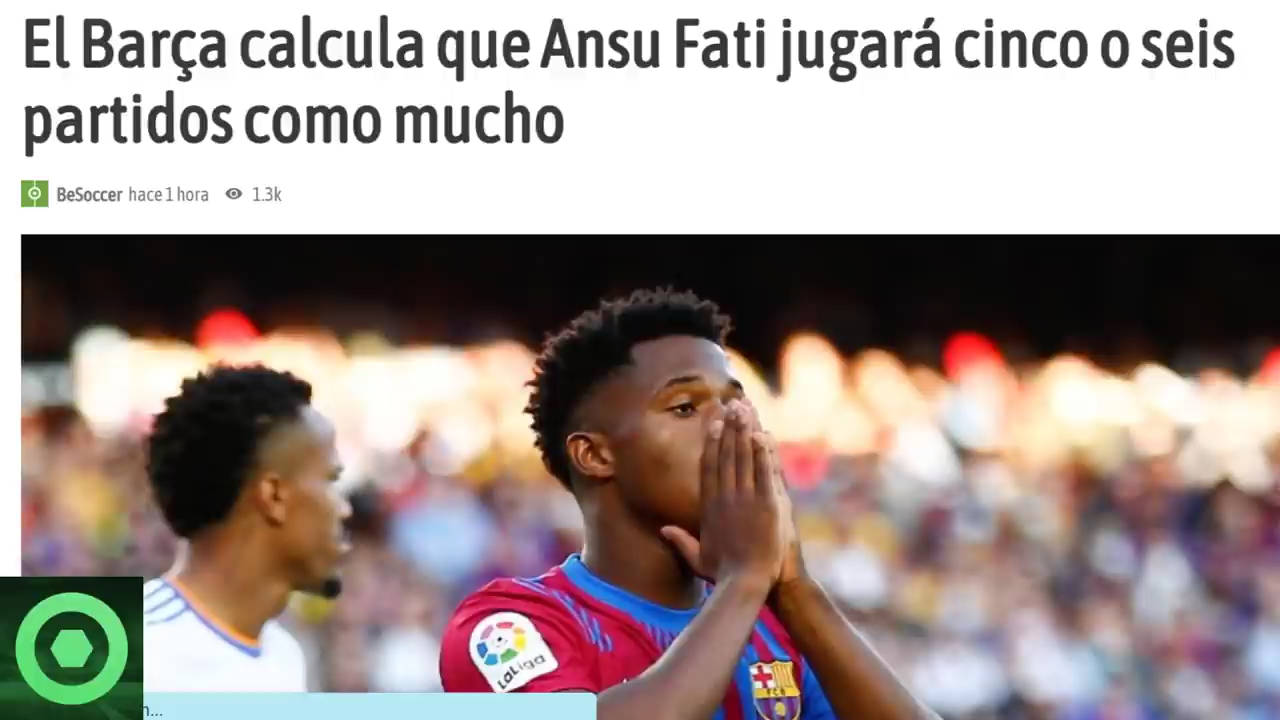 El Barça calcula que Ansu Fati jugará cinco o seis
partidos como mucho
BeSoccer hace 1 hora 1.3k
LaLiga
FCB
n...